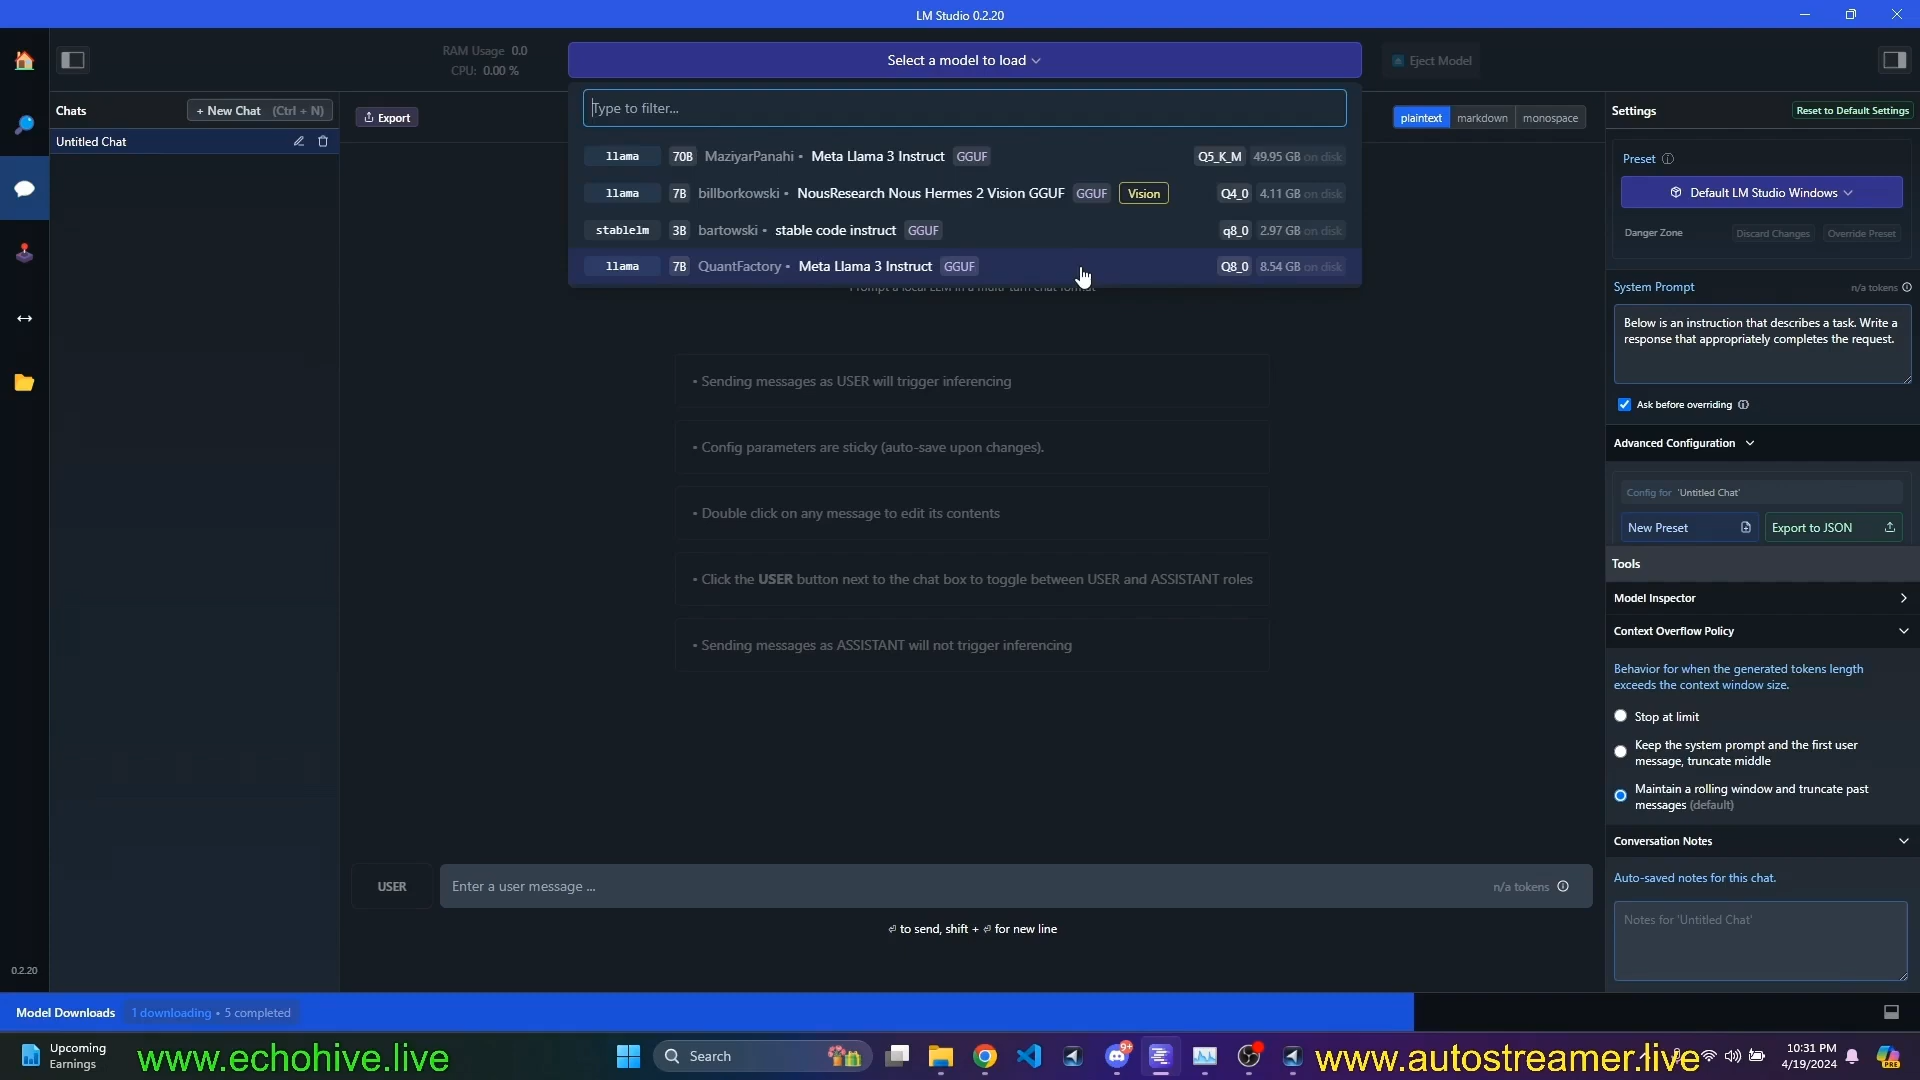 LM Studio 0.2.20
RAM Usage 0.0
CPU: 0.00 %
Select a model to load
Eject Model
Chats
+ New Chat (Ctrl + N)
Untitled Chat
Export
Type to filter...
llama 70B MaziyarPanahi • Meta Llama 3 Instruct GGUF Q5_K_M 49.95 GB on disk
llama 7B billborkowski • NousResearch Nous Hermes 2 Vision GGUF GGUF Vision Q4_0 4.11 GB on disk
stablelm 3B bartowski • stable code instruct GGUF q8_0 2.97 GB on disk
llama 7B QuantFactory • Meta Llama 3 Instruct GGUF Q8_0 8.54 GB on disk
Prompt a local LLM in a multi-turn chat format
plaintext markdown monospace
• Sending messages as USER will trigger inferencing
• Config parameters are sticky (auto-save upon changes).
• Double click on any message to edit its contents
• Click the USER button next to the chat box to toggle between USER and ASSISTANT roles
• Sending messages as ASSISTANT will not trigger inferencing
USER
Enter a user message ...
n/a tokens
⏎ to send, shift + ⏎ for new line
Settings
Reset to Default Settings
Preset
Default LM Studio Windows
Danger Zone Discard Changes Override Preset
System Prompt n/a tokens
Below is an instruction that describes a task. Write a
response that appropriately completes the request.
Ask before overriding
Advanced Configuration
Config for 'Untitled Chat'
New Preset Export to JSON
Tools
Model Inspector
Context Overflow Policy
Behavior for when the generated tokens length
exceeds the context window size.
Stop at limit
Keep the system prompt and the first user
message, truncate middle
Maintain a rolling window and truncate past
messages (default)
Conversation Notes
Auto-saved notes for this chat.
Notes for 'Untitled Chat'
0.2.20
Model Downloads 1 downloading • 5 completed
Upcoming
Earnings
www.echohive.live
Search
9+
www.autostreamer.live
10:31 PM
4/19/2024
PRE